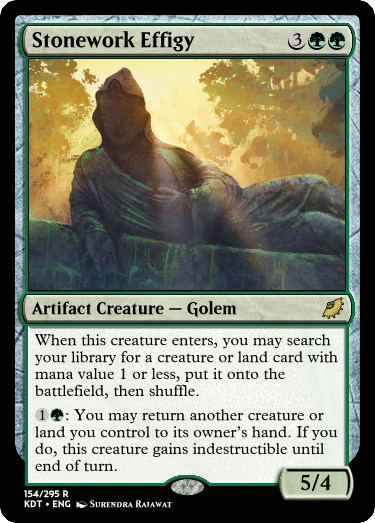 Stonework Effigy 3
Artifact Creature — Golem
When this creature enters, you may search
your library for a creature or land card with
mana value 1 or less, put it onto the
battlefield, then shuffle.
1: You may return another creature or
land you control to its owner's hand. If you
do, this creature gains indestructible until
end of turn.
5/4
154/295 R
KDT • ENG Surendra Rajawat